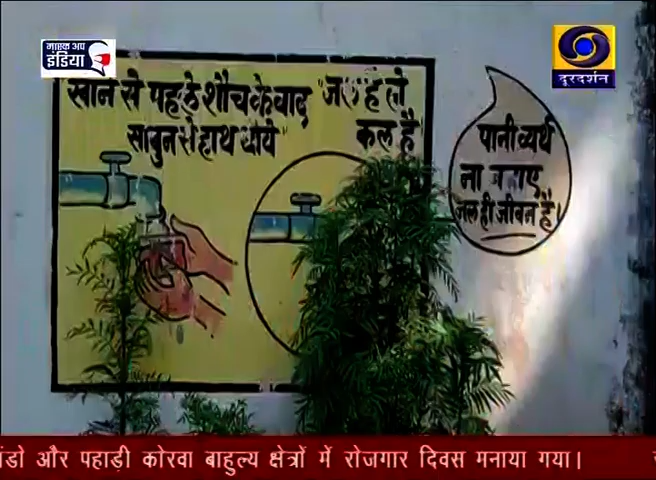 मास्क अप
इंडिया
दूरदर्शन
खाने से पहले शौच के बाद
साबुन से हाथ धोये
"जल है तो
कल है"
पानी व्यर्थ
ना जाए
जल ही जीवन है।
और पहाड़ी कोरवा बाहुल्य क्षेत्रों में रोजगार दिवस मनाया गया।